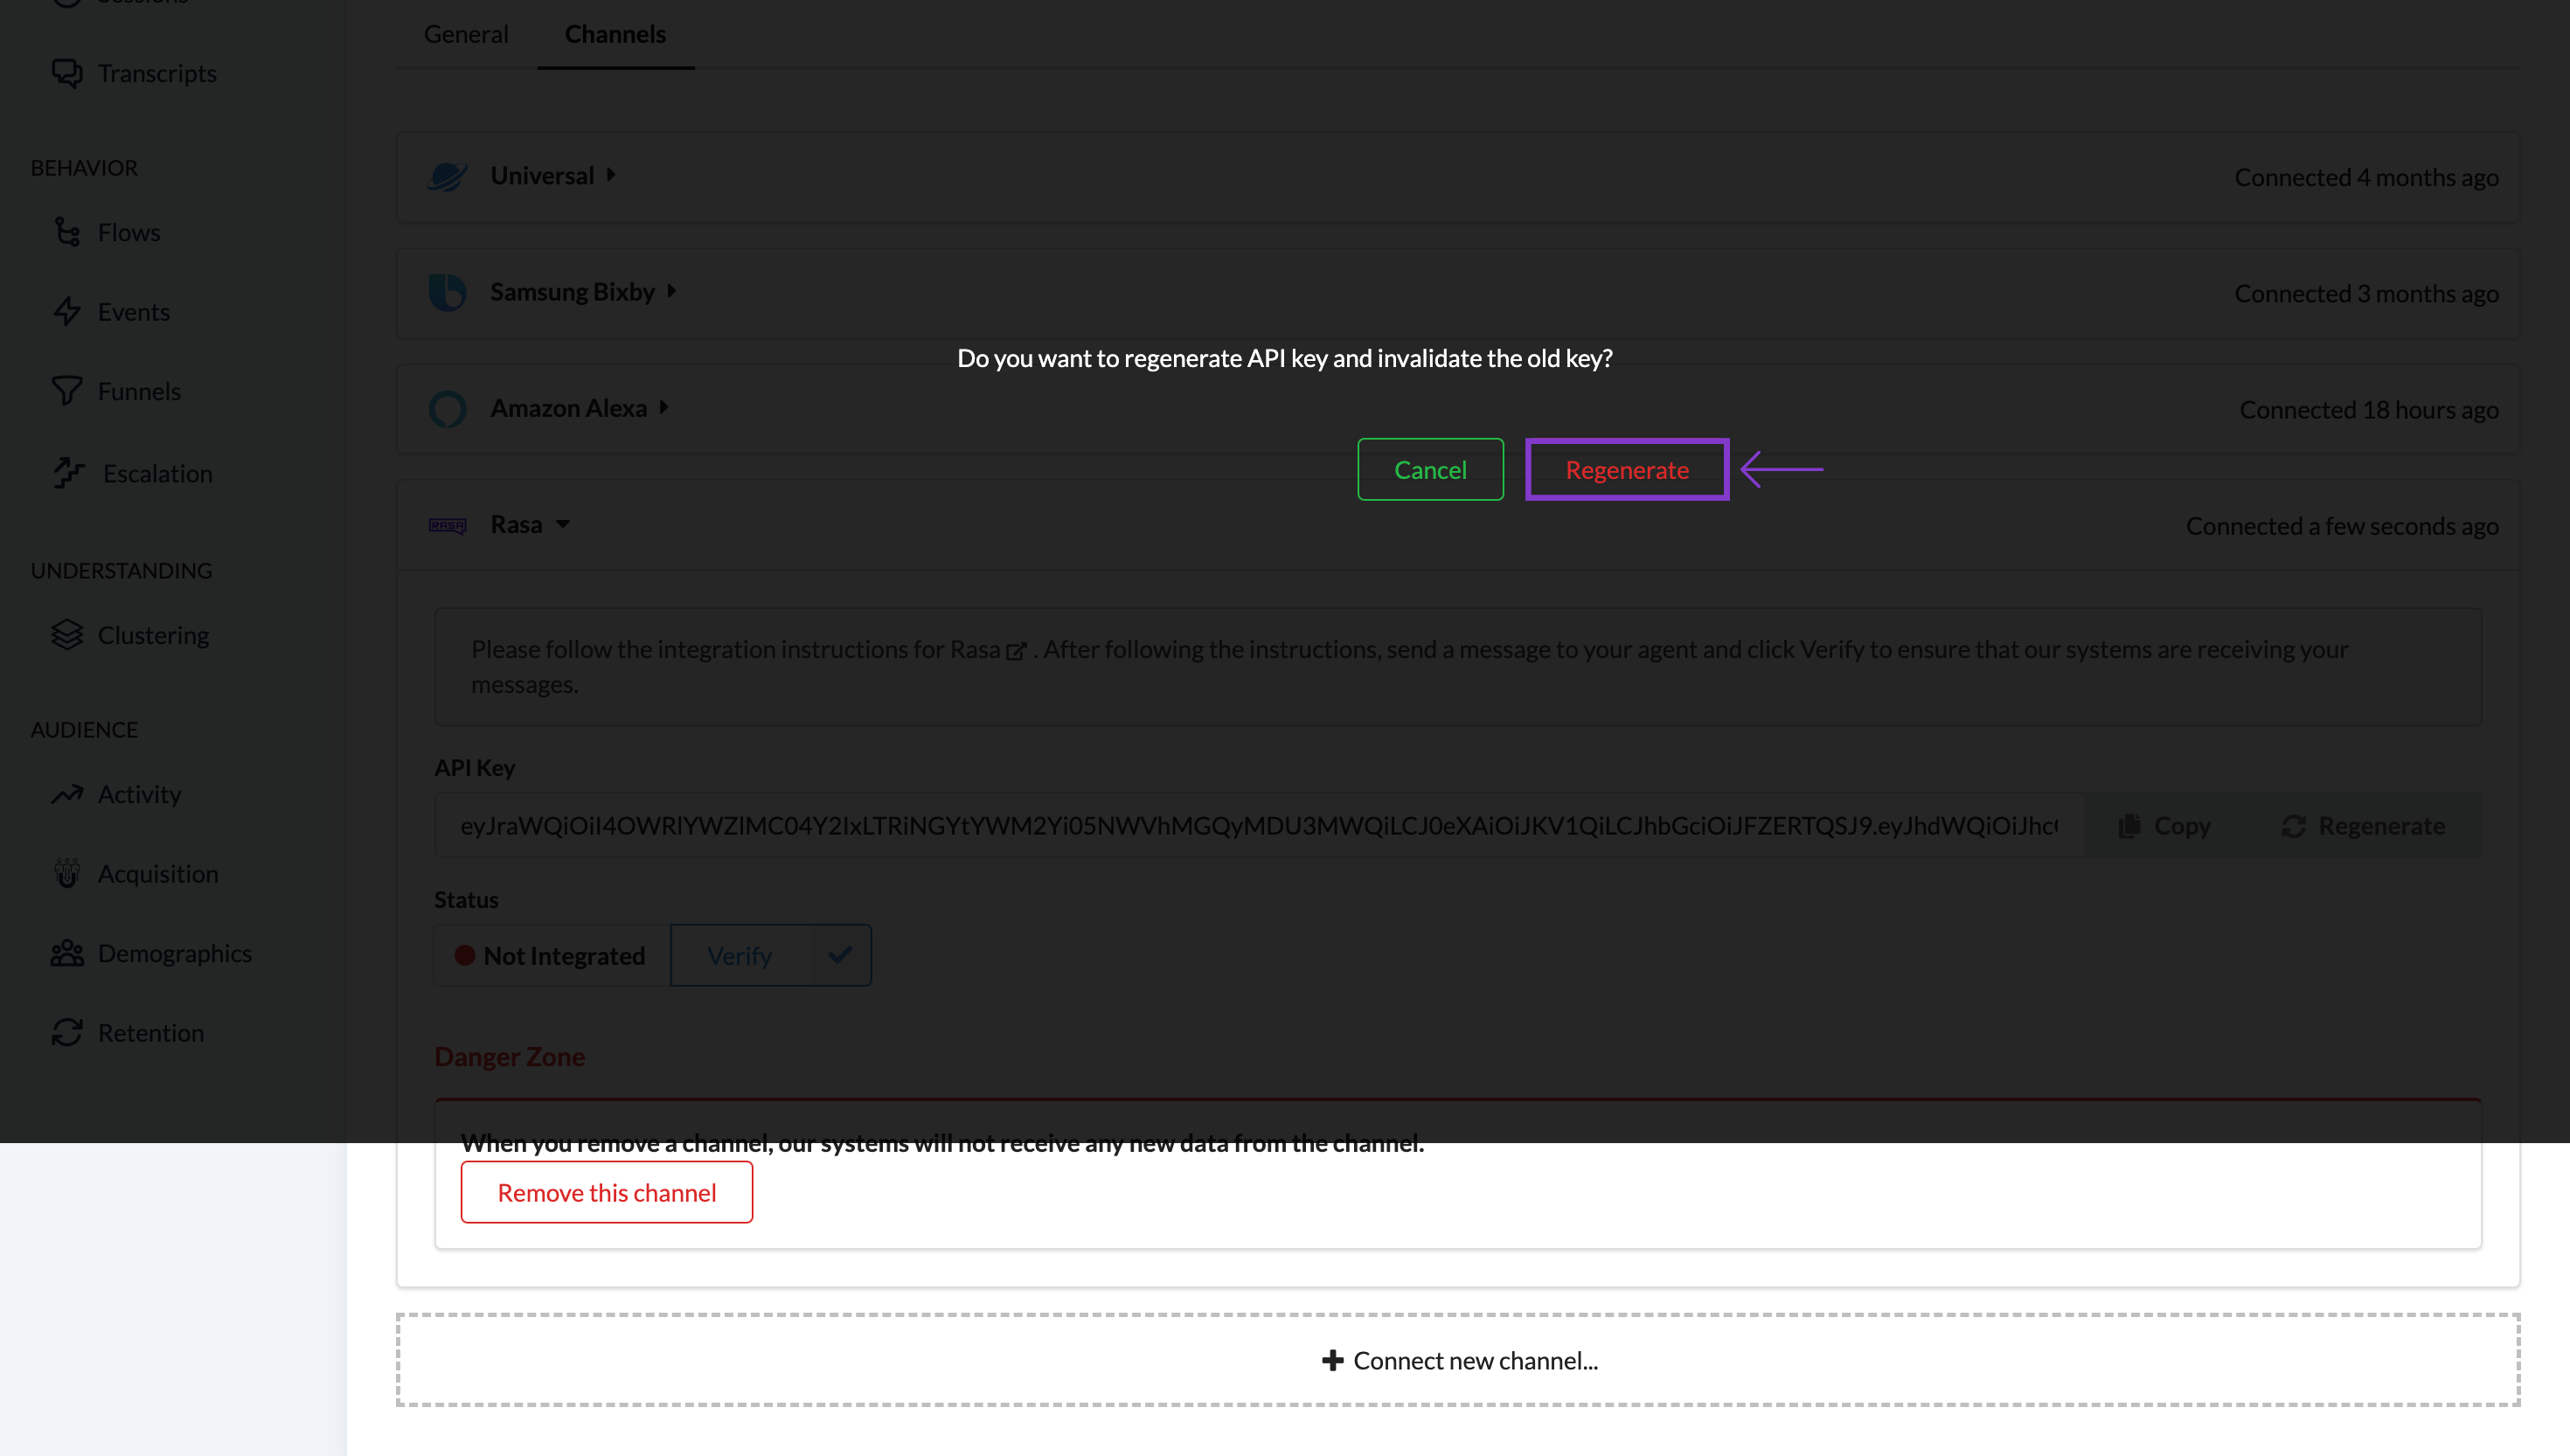 Transcripts
BEHAVIOR
Flows
Events
Funnels
Escalation
UNDERSTANDING
Clustering
AUDIENCE
Activity
Acquisition
Demographics
Retention
General
Channels
Universal
Connected 4 months ago
Samsung Bixby
Connected 3 months ago
Do you want to regenerate API key and invalidate the old key?
Amazon Alexa
Connected 18 hours ago
Cancel
Regenerate
RASA
Rasa
Connected a few seconds ago
Please follow the integration instructions for Rasa . After following the instructions, send a message to your agent and click Verify to ensure that our systems are receiving your
messages.
API Key
eyJraWQiOiI4OWRlYWZlMC04Y2IxLTRiNGYtYWM2Yi05NWVhMGQyMDU3MWQiLCJ0eXAiOiJKV1QiLCJhbGciOiJFZERTQSJ9.eyJhdWQiOiJhc
Copy
Regenerate
Status
Not Integrated
Verify
Danger Zone
When you remove a channel, our systems will not receive any new data from the channel.
Remove this channel
Connect new channel...